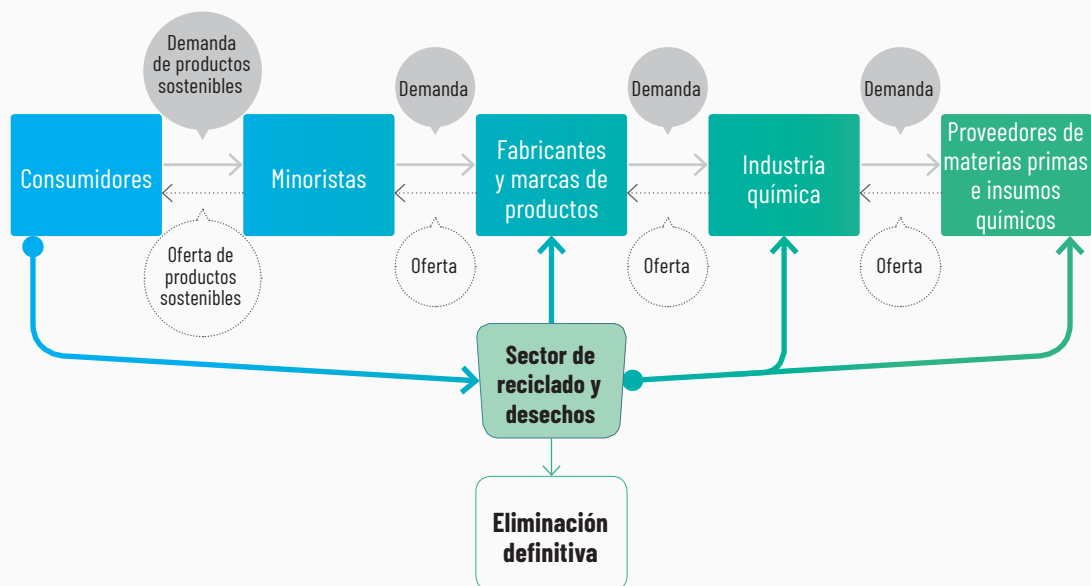 Demanda
de productos
sostenibles
Demanda
Demanda
Demanda
Consumidores
Minoristas
Fabricantes
y marcas de
productos
Industria
química
Proveedores de
materias primas
e insumos
químicos
Oferta de
productos
sostenibles
Oferta
Oferta
Oferta
Sector de
reciclado y
desechos
Eliminación
definitiva